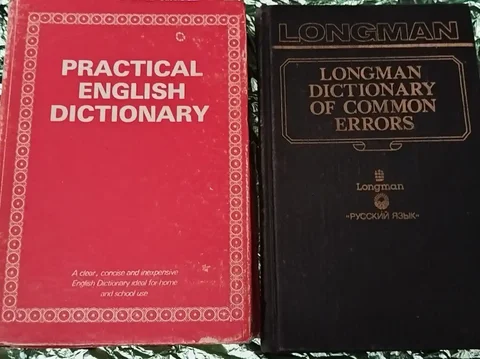 PRACTICAL
ENGLISH
DICTIONARY
A clear, concise and inexpensive
English Dictionary ideal for home
and school use
LONGMAN
LONGMAN
DICTIONARY
OF COMMON
ERRORS
Longman
«РУССКИЙ ЯЗЫК»